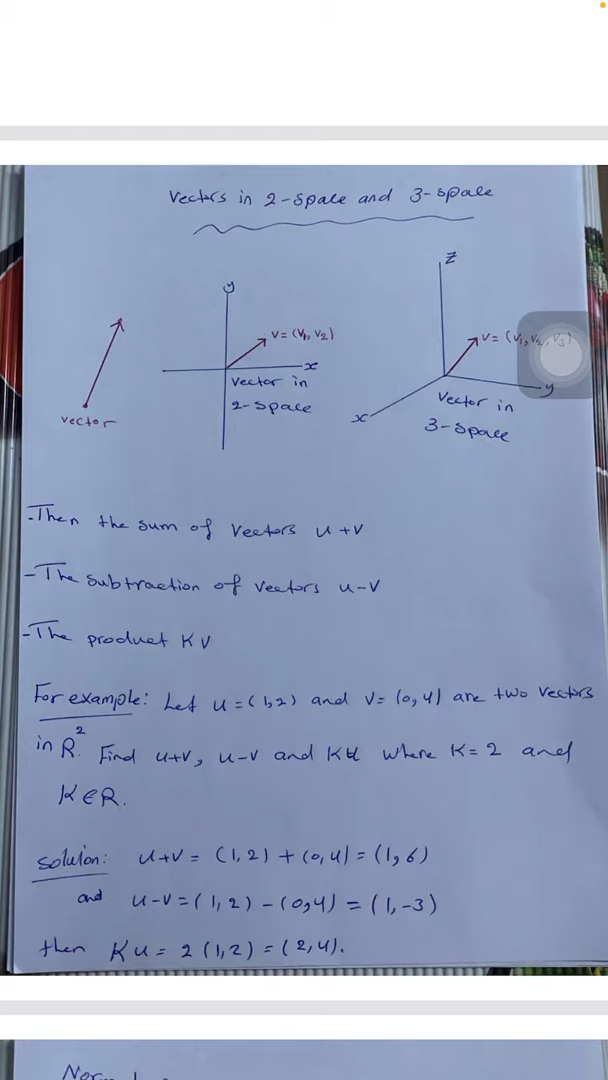 Vectors in 2-space and 3-space
y
z
v=(v₁, v₂)
v=(v₁, v₂, v₃)
x
y
vector
Vector in
2-space
x
Vector in
3-space
-Then the sum of vectors u+v
-The subtraction of vectors u-v
-The product Kv
For example: Let u=(1,2) and v=(0,4) are two vectors
in R². Find u+v, u-v and Ku where K=2 and
K∈R.
solution: u+v = (1,2)+(0,4)=(1,6)
and u-v=(1,2)-(0,4)=(1,-3)
then Ku=2(1,2)=(2,4).